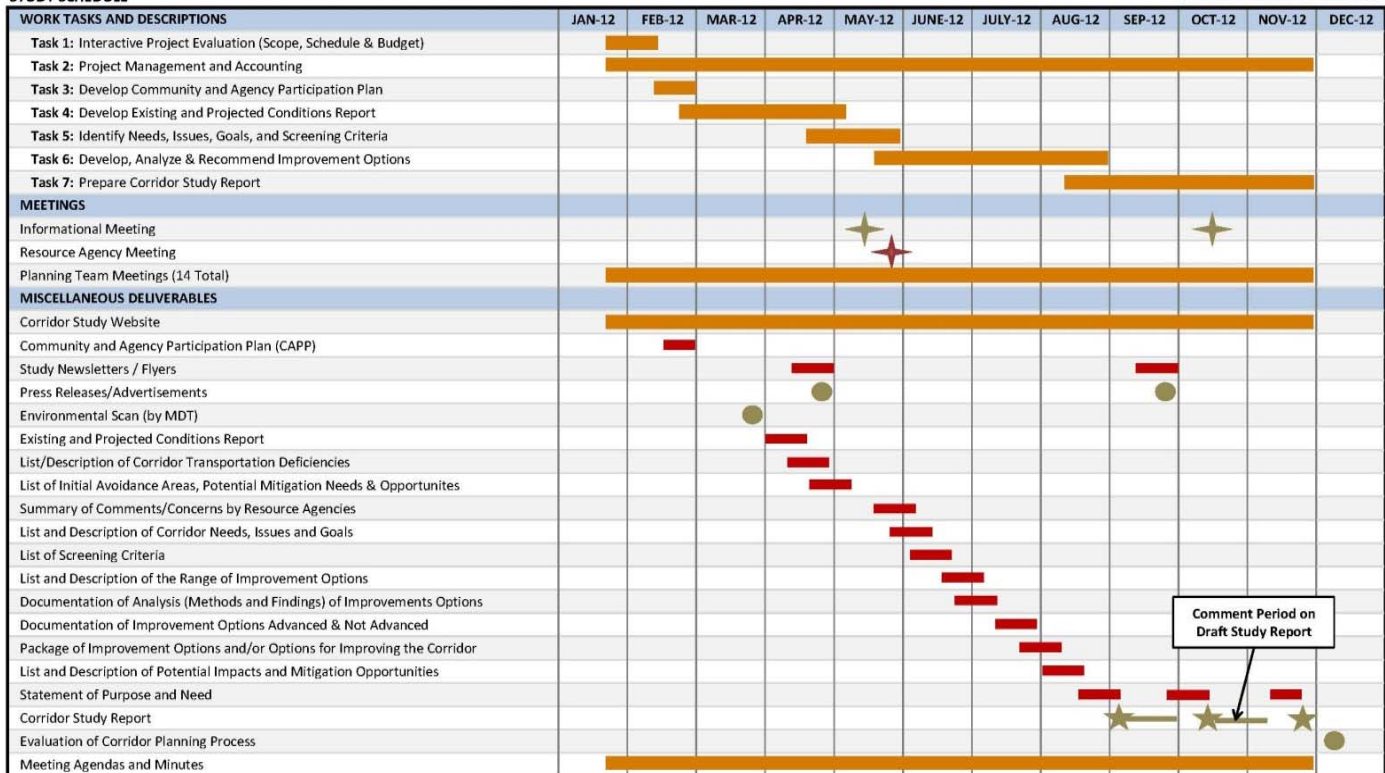 STUDY SCHEDULE
WORK TASKS AND DESCRIPTIONS JAN-12 FEB-12 MAR-12 APR-12 MAY-12 JUNE-12 JULY-12 AUG-12 SEP-12 OCT-12 NOV-12 DEC-12
Task 1: Interactive Project Evaluation (Scope, Schedule & Budget)
Task 2: Project Management and Accounting
Task 3: Develop Community and Agency Participation Plan
Task 4: Develop Existing and Projected Conditions Report
Task 5: Identify Needs, Issues, Goals, and Screening Criteria
Task 6: Develop, Analyze & Recommend Improvement Options
Task 7: Prepare Corridor Study Report
MEETINGS
Informational Meeting
Resource Agency Meeting
Planning Team Meetings (14 Total)
MISCELLANEOUS DELIVERABLES
Corridor Study Website
Community and Agency Participation Plan (CAPP)
Study Newsletters / Flyers
Press Releases/Advertisements
Environmental Scan (by MDT)
Existing and Projected Conditions Report
List/Description of Corridor Transportation Deficiencies
List of Initial Avoidance Areas, Potential Mitigation Needs & Opportunites
Summary of Comments/Concerns by Resource Agencies
List and Description of Corridor Needs, Issues and Goals
List of Screening Criteria
List and Description of the Range of Improvement Options
Documentation of Analysis (Methods and Findings) of Improvements Options
Documentation of Improvement Options Advanced & Not Advanced
Package of Improvement Options and/or Options for Improving the Corridor
List and Description of Potential Impacts and Mitigation Opportunities
Statement of Purpose and Need
Corridor Study Report
Evaluation of Corridor Planning Process
Meeting Agendas and Minutes
Comment Period on
Draft Study Report